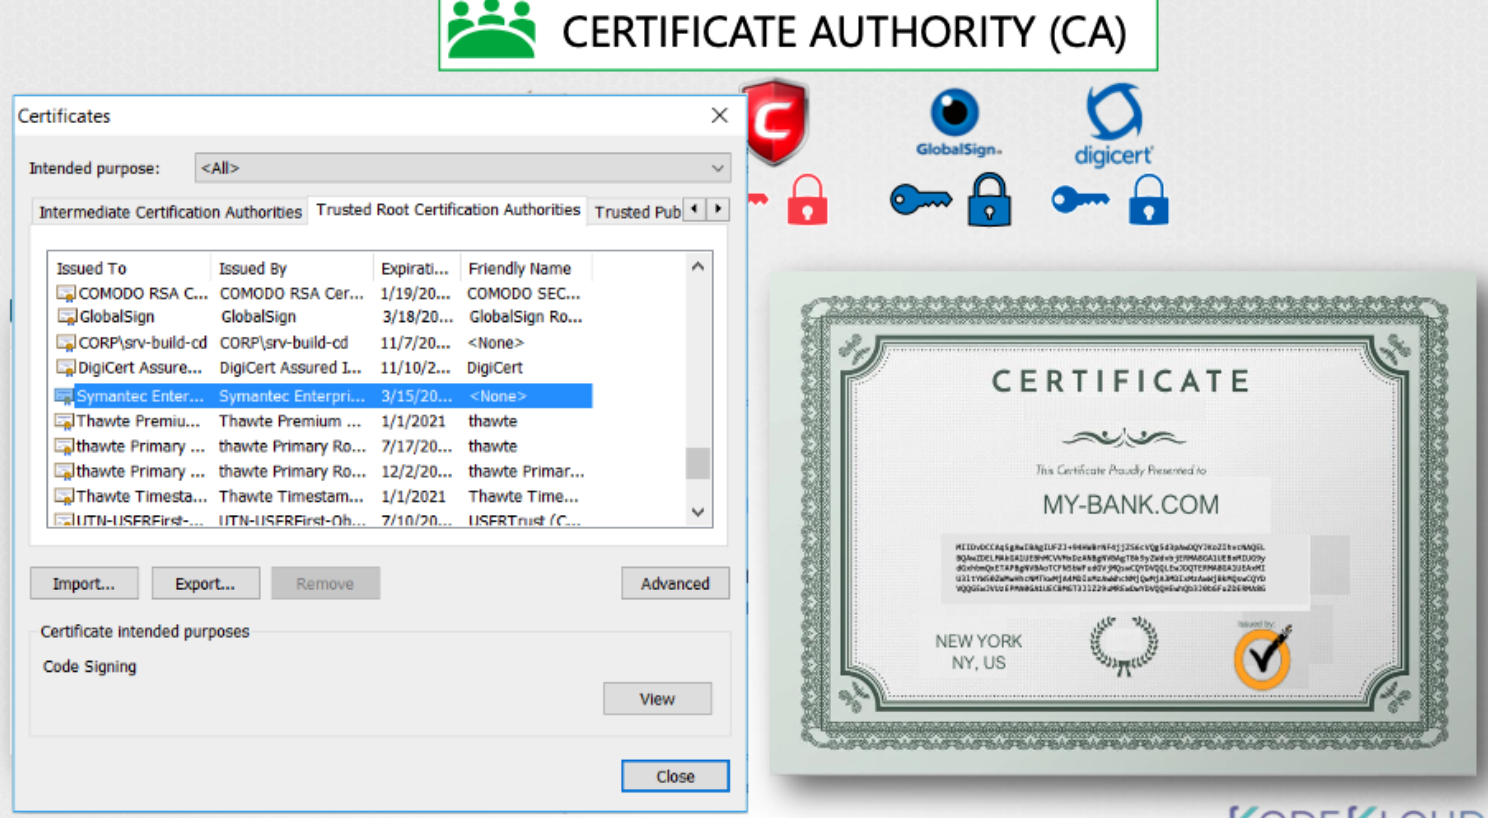 CERTIFICATE AUTHORITY (CA)
Certificates
Intended purpose: <All>
Intermediate Certification Authorities Trusted Root Certification Authorities Trusted Pub
Issued To Issued By Expirati... Friendly Name
COMODO RSA C... COMODO RSA Cer... 1/19/20... COMODO SEC...
GlobalSign GlobalSign 3/18/20... GlobalSign Ro...
CORP\srv-build-cd CORP\srv-build-cd 11/7/20... <None>
DigiCert Assure... DigiCert Assured I... 11/10/2... DigiCert
Symantec Enter... Symantec Enterpri... 3/15/20... <None>
Thawte Premiu... Thawte Premium ... 1/1/2021 thawte
thawte Primary ... thawte Primary Ro... 7/17/20... thawte
thawte Primary ... thawte Primary Ro... 12/2/20... thawte Primar...
Thawte Timesta... Thawte Timestam... 1/1/2021 Thawte Time...
UTN-USERFirst-... UTN-USERFirst-Ob... 7/10/20... USERTrust (C...
Import... Export... Remove Advanced
Certificate intended purposes
Code Signing
View
Close
C
GlobalSign.
digicert
CERTIFICATE
This Certificate Proudly Presented to
MY-BANK.COM
NEW YORK
NY, US
Issued by:
KODEKLOUD